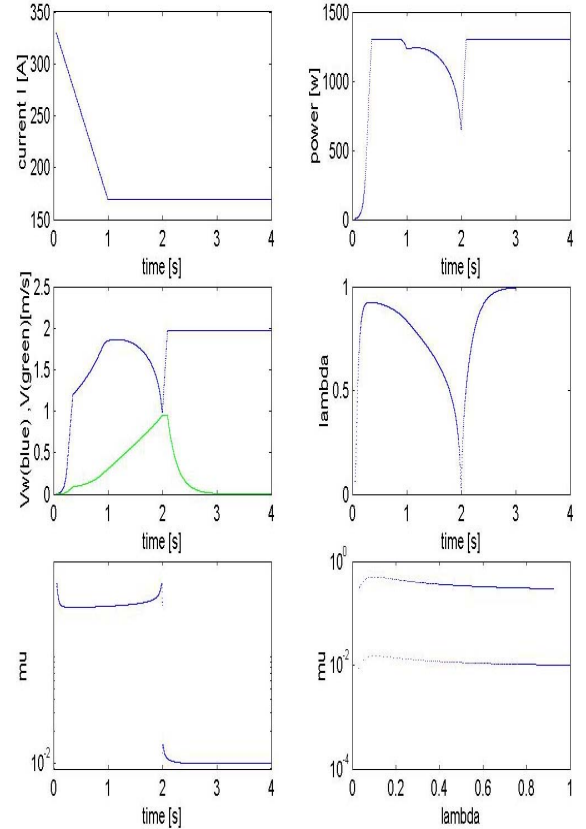 350
300
250
200
150
current I [A]
0 1 2 3 4
time [s]
1500
1000
500
0
power [w]
0 1 2 3 4
time [s]
2.5
2
1.5
1
0.5
0
Vw(blue) ,V(green)[m/s]
0 1 2 3 4
time [s]
1
0.5
0
lambda
0 1 2 3 4
time [s]
mu
10-2
0 1 2 3 4
time [s]
100
10-2
10-4
mu
0 0.2 0.4 0.6 0.8 1
lambda